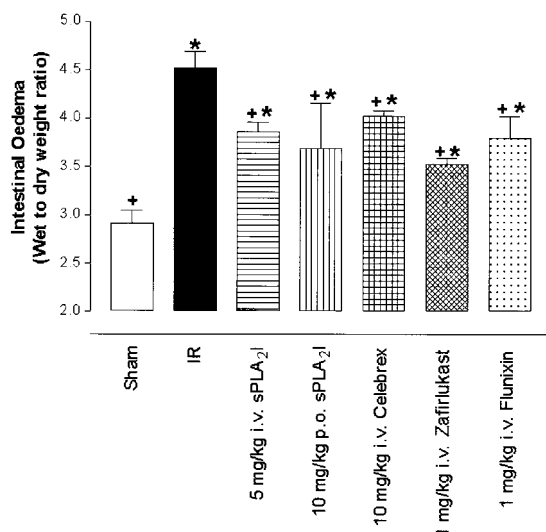 Intestinal Oedema
(Wet to dry weight ratio)
5.0
4.5
4.0
3.5
3.0
2.5
2.0
+
*
+ *
+ *
+ *
+ *
+ *
Sham
IR
5 mg/kg i.v. sPLA₂I
10 mg/kg p.o. sPLA₂I
10 mg/kg i.v. Celebrex
mg/kg i.v. Zafirlukast
1 mg/kg i.v. Flunixin